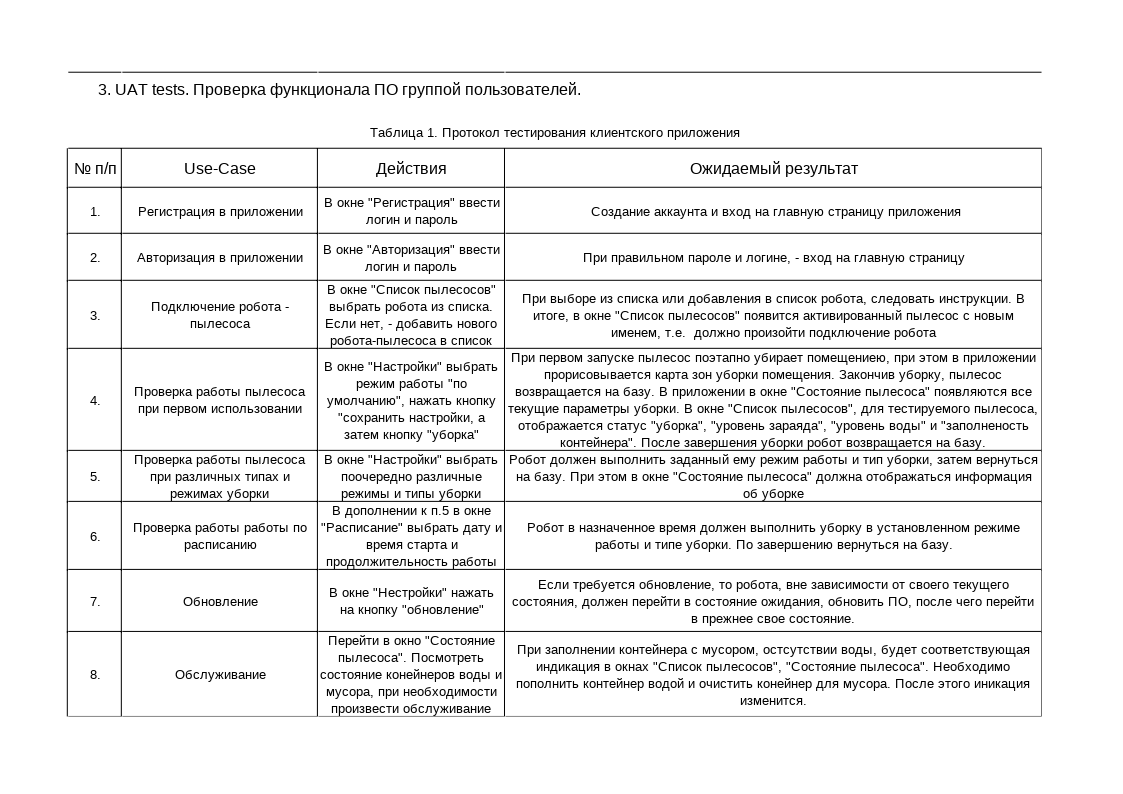 3. UAT tests. Проверка функционала ПО группой пользователей.
Таблица 1. Протокол тестирования клиентского приложения
№ п/п Use-Case Действия Ожидаемый результат
1.
Регистрация в приложении
В окне "Регистрация" ввести
логин и пароль
Создание аккаунта и вход на главную страницу приложения
2.
Авторизация в приложении
В окне "Авторизация" ввести
логин и пароль
При правильном пароле и логине, - вход на главную страницу
3.
Подключение робота -
пылесоса
В окне "Список пылесосов"
выбрать робота из списка.
Если нет, - добавить нового
робота-пылесоса в список
При выборе из списка или добавления в список робота, следовать инструкции. В
итоге, в окне "Список пылесосов" появится активированный пылесос с новым
именем, т.е.  должно произойти подключение робота
4.
Проверка работы пылесоса
при первом использовании
В окне "Настройки" выбрать
режим работы "по
умолчанию", нажать кнопку
"сохранить настройки, а
затем кнопку "уборка"
При первом запуске пылесос поэтапно убирает помещениею, при этом в приложении
прорисовывается карта зон уборки помещения. Закончив уборку, пылесос
возвращается на базу. В приложении в окне "Состояние пылесоса" появляются все
текущие параметры уборки. В окне "Список пылесосов", для тестируемого пылесоса,
отображается статус "уборка", "уровень зараяда", "уровень воды" и "заполненость
контейнера". После завершения уборки робот возвращается на базу.
5.
Проверка работы пылесоса
при различных типах и
режимах уборки
В окне "Настройки" выбрать
поочередно различные
режимы и типы уборки
Робот должен выполнить заданный ему режим работы и тип уборки, затем вернуться
на базу. При этом в окне "Состояние пылесоса" должна отображаться информация
об уборке
6.
Проверка работы работы по
расписанию
В дополнении к п.5 в окне
"Расписание" выбрать дату и
время старта и
продолжительность работы
Робот в назначенное время должен выполнить уборку в установленном режиме
работы и типе уборки. По завершению вернуться на базу.
7.
Обновление
В окне "Нестройки" нажать
на кнопку "обновление"
Если требуется обновление, то робота, вне зависимости от своего текущего
состояния, должен перейти в состояние ожидания, обновить ПО, после чего перейти
в прежнее свое состояние.
8.
Обслуживание
Перейти в окно "Состояние
пылесоса". Посмотреть
состояние конейнеров воды и
мусора, при необходимости
произвести обслуживание
При заполнении контейнера с мусором, остсутствии воды, будет соответствующая
индикация в окнах "Список пылесосов", "Состояние пылесоса". Необходимо
пополнить контейнер водой и очистить конейнер для мусора. После этого иникация
изменится.